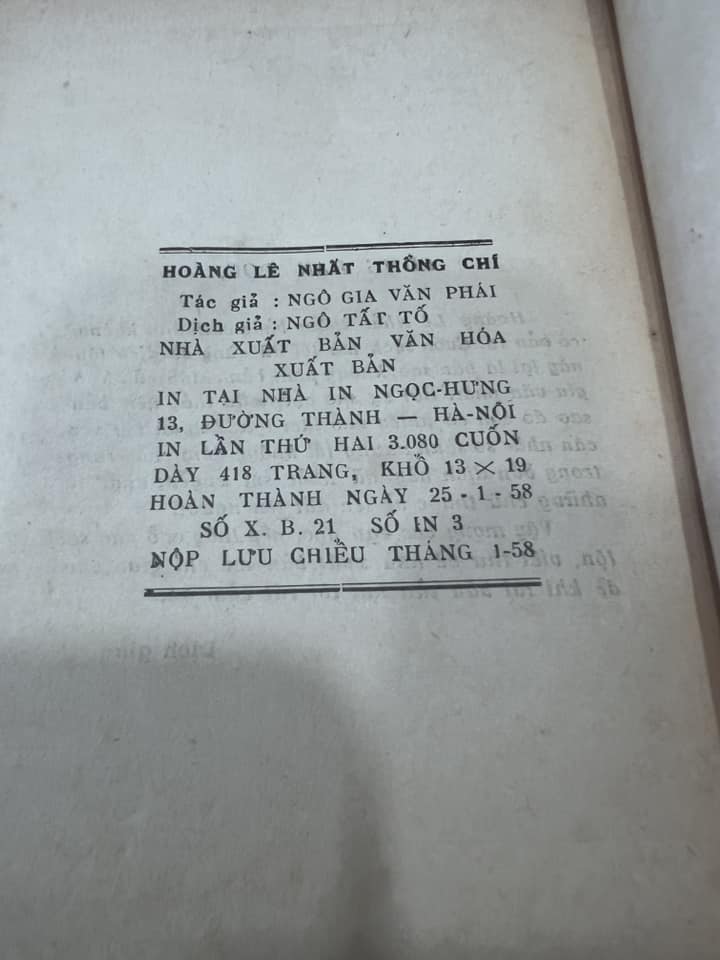 HOÀNG LÊ NHẤT THỐNG CHÍ
Tác giả : NGÔ GIA VĂN PHÁI
Dịch giả : NGÔ TẤT TỐ
NHÀ XUẤT BẢN VĂN HÓA
XUẤT BẢN
IN TẠI NHÀ IN NGỌC-HƯNG
13, ĐƯỜNG THÀNH — HÀ-NỘI
IN LẦN THỨ HAI 3.080 CUỐN
DÀY 418 TRANG, KHỔ 13 × 19
HOÀN THÀNH NGÀY 25 - 1 - 58
SỐ X. B. 21 SỐ IN 3
NỘP LƯU CHIỀU THÁNG 1-58